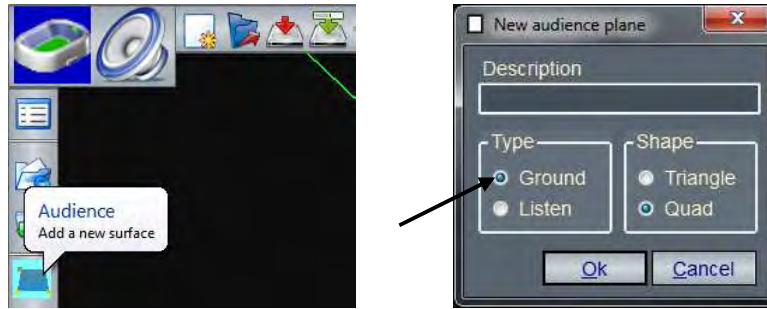 Audience
Add a new surface
New audience plane
Description
Type
Ground
Listen
Shape
Triangle
Quad
Ok
Cancel